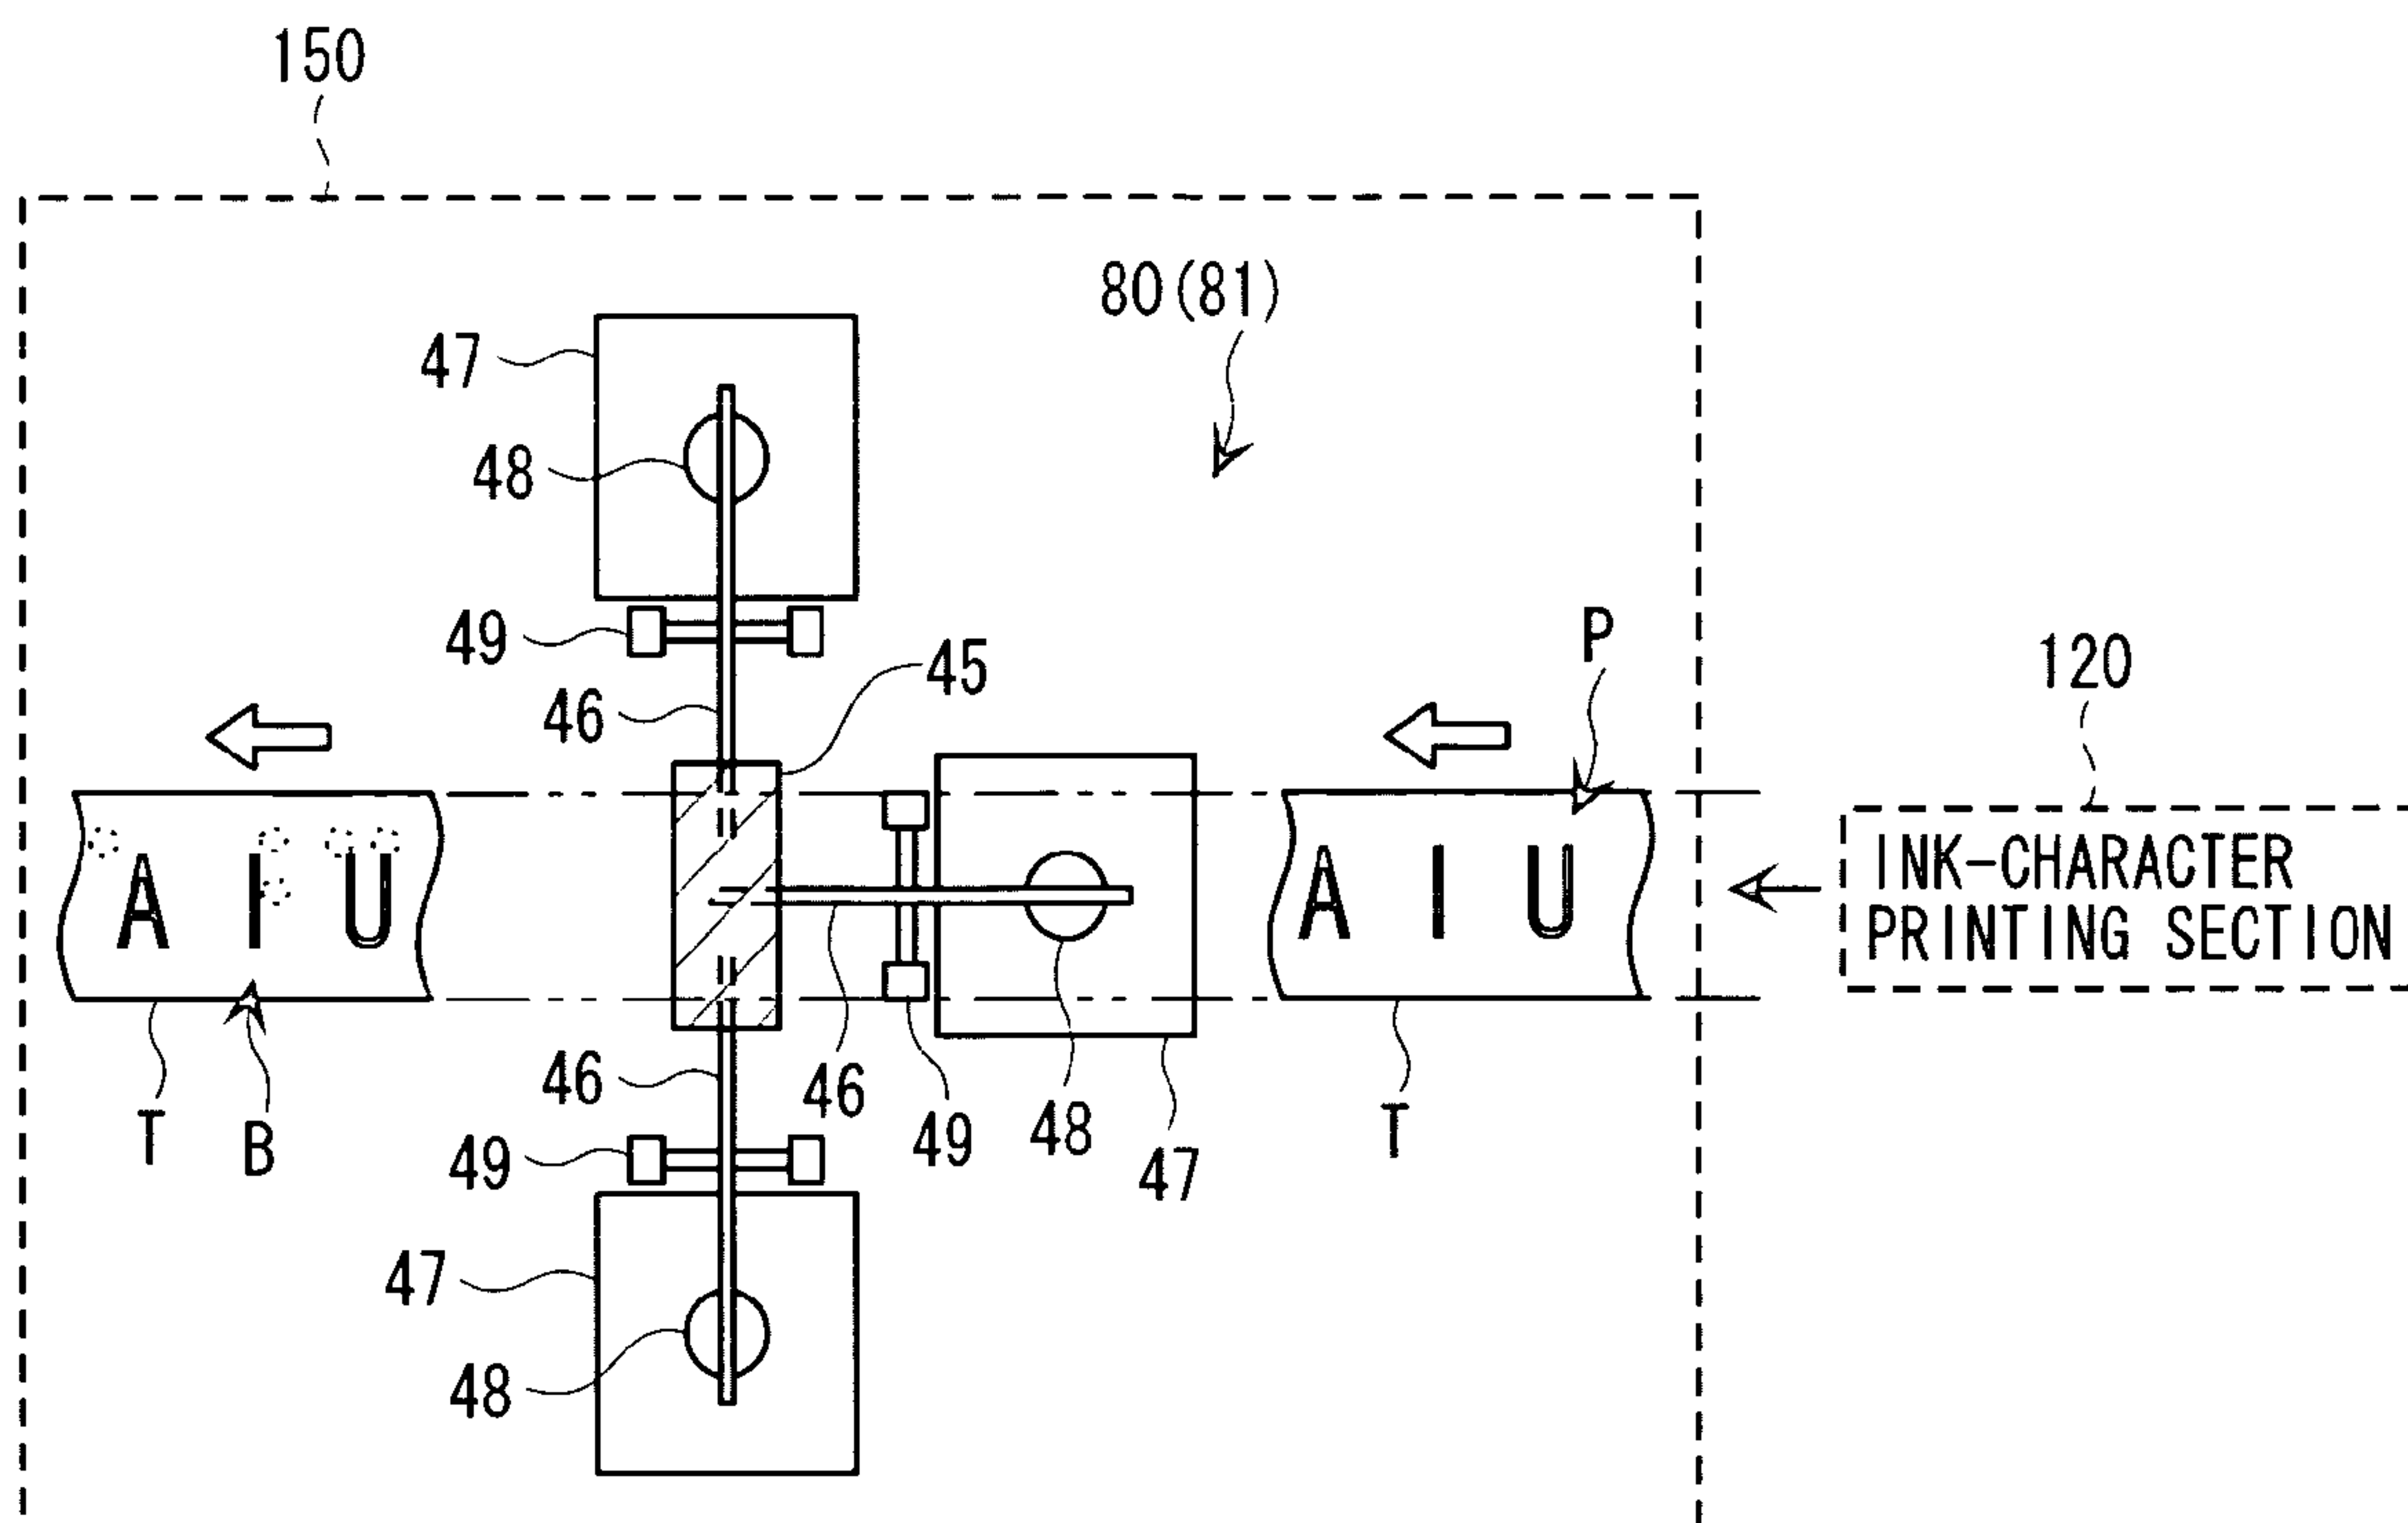 150
80(81)
47
48
49
46
45
P
120
A I U
A I U
INK-CHARACTER
PRINTING SECTION
46
46
49
48
47
T
B
T
49
47
48